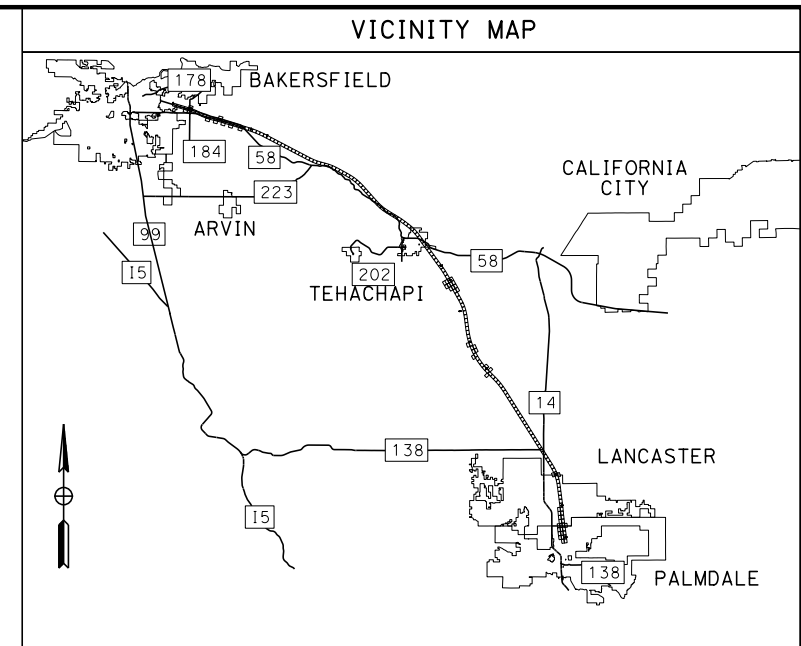 VICINITY MAP
178
BAKERSFIELD
184
58
223
CALIFORNIA
CITY
ARVIN
99
I5
202
58
TEHACHAPI
14
138
LANCASTER
I5
138
PALMDALE